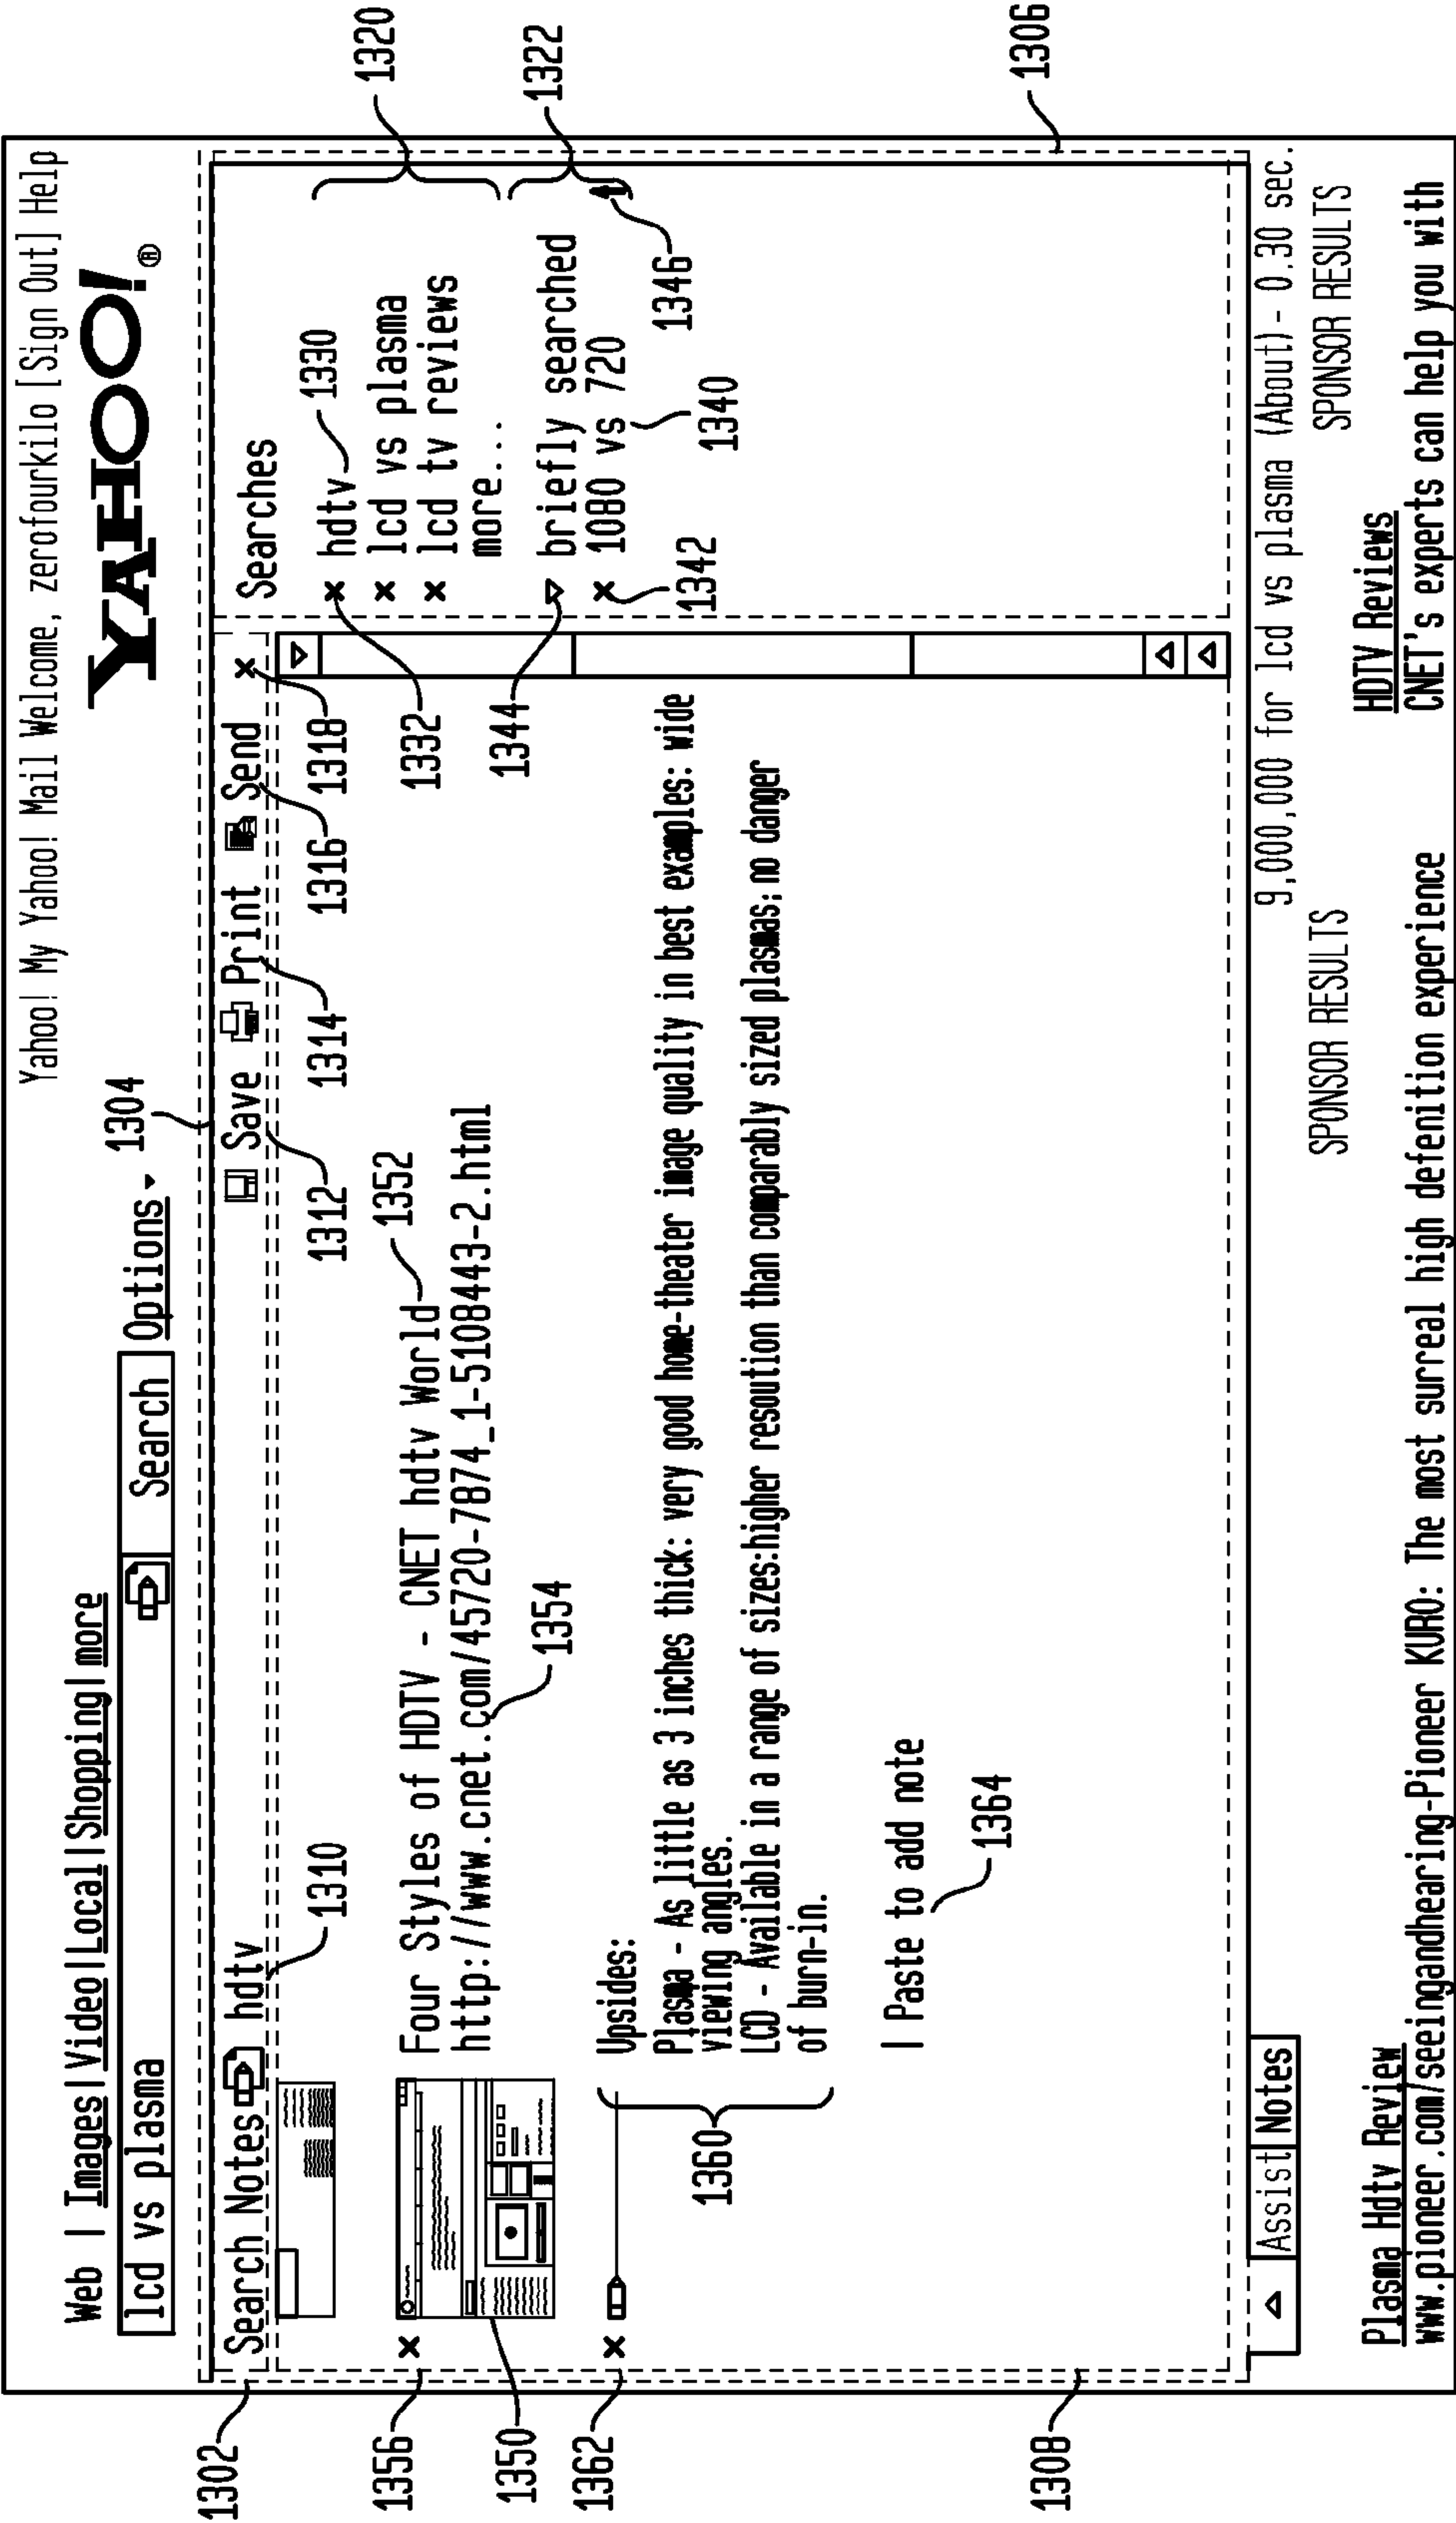 Yahoo! My Yahoo! Mail Welcome, zerofourkilo [Sign Out] Help
Web | Images | Video | Local | Shopping | more
YAHOO!®
lcd vs plasma
Search
Options
1304
1302
Search Notes
hdtv
1310
Save
Print
Send
1312
1314
1316
1318
Searches
1320
hdtv
1330
lcd vs plasma
lcd tv reviews
more...
1332
1322
briefly searched
1080 vs 720
1344
1342
1340
1346
1356
1350
Four Styles of HDTV - CNET hdtv World
1352
http://www.cnet.com/45720-7874_1-5108443-2.html
1354
1362
1360
Upsides:
Plasma - As little as 3 inches thick: very good home-theater image quality in best examples: wide
viewing angles.
LCD - Available in a range of sizes:higher resoution than comparably sized plasmas; no danger
of burn-in.
| Paste to add note
1364
1308
1306
Assist
Notes
9,000,000 for lcd vs plasma (About) - 0.30 sec.
SPONSOR RESULTS
SPONSOR RESULTS
Plasma Hdtv Review
HDTV Reviews
www.pioneer.com/seeingandhearing-Pioneer KURO: The most surreal high defenition experience
CNET's experts can help you with